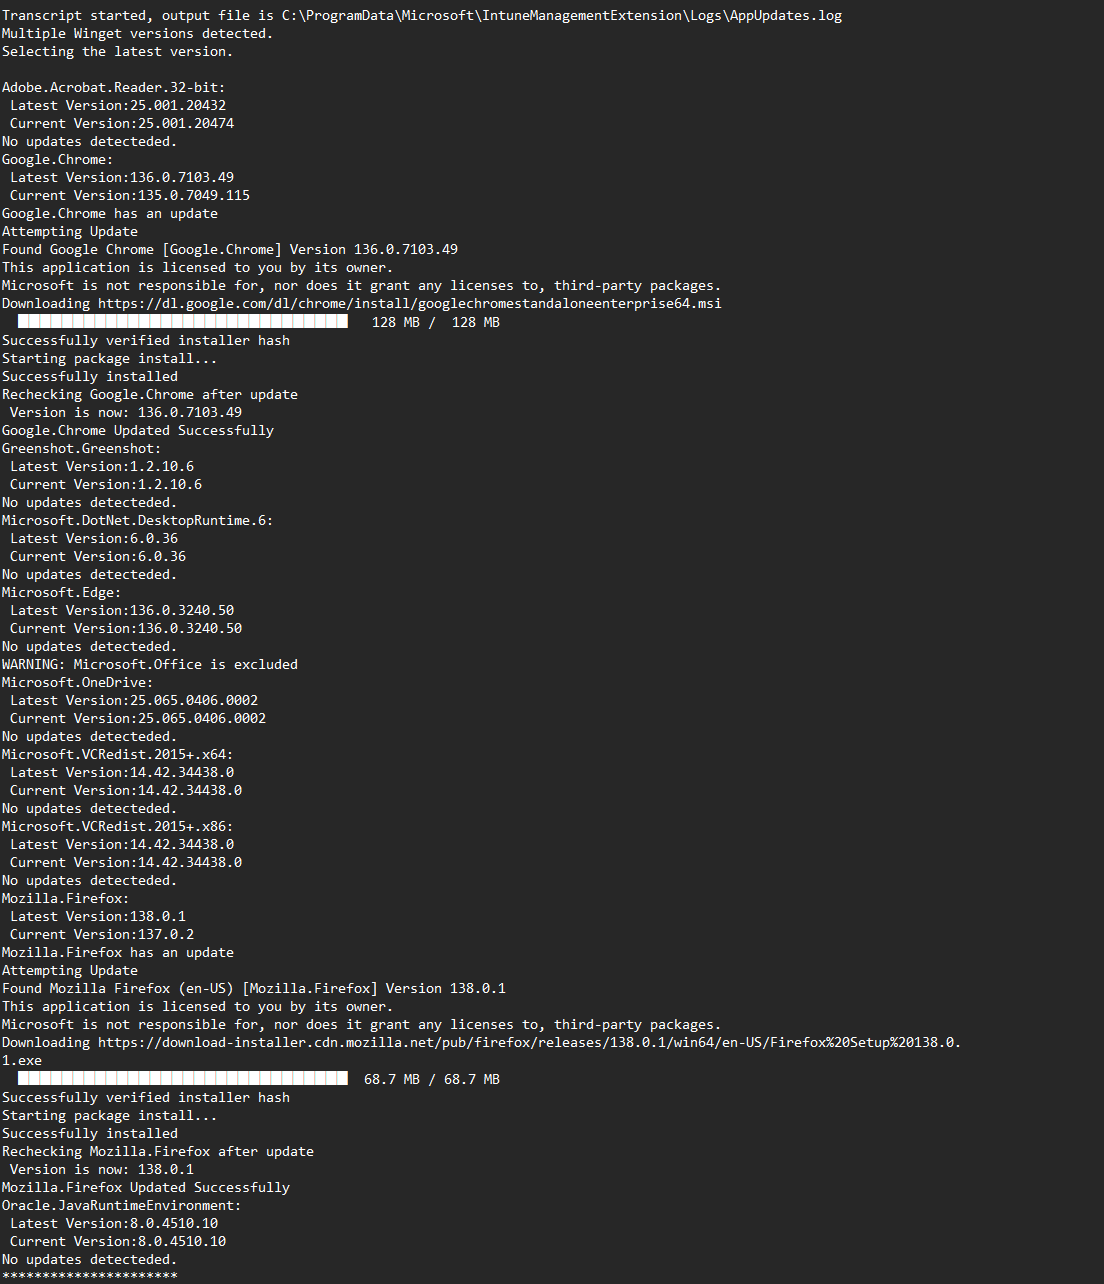 Transcript started, output file is C:\ProgramData\Microsoft\IntuneManagementExtension\Logs\AppUpdates.log
Multiple Winget versions detected.
Selecting the latest version.

Adobe.Acrobat.Reader.32-bit:
 Latest Version:25.001.20432
 Current Version:25.001.20474
No updates detecteded.
Google.Chrome:
 Latest Version:136.0.7103.49
 Current Version:135.0.7049.115
Google.Chrome has an update
Attempting Update
Found Google Chrome [Google.Chrome] Version 136.0.7103.49
This application is licensed to you by its owner.
Microsoft is not responsible for, nor does it grant any licenses to, third-party packages.
Downloading https://dl.google.com/dl/chrome/install/googlechromestandaloneenterprise64.msi
128 MB /  128 MB
Successfully verified installer hash
Starting package install...
Successfully installed
Rechecking Google.Chrome after update
 Version is now: 136.0.7103.49
Google.Chrome Updated Successfully
Greenshot.Greenshot:
 Latest Version:1.2.10.6
 Current Version:1.2.10.6
No updates detecteded.
Microsoft.DotNet.DesktopRuntime.6:
 Latest Version:6.0.36
 Current Version:6.0.36
No updates detecteded.
Microsoft.Edge:
 Latest Version:136.0.3240.50
 Current Version:136.0.3240.50
No updates detecteded.
WARNING: Microsoft.Office is excluded
Microsoft.OneDrive:
 Latest Version:25.065.0406.0002
 Current Version:25.065.0406.0002
No updates detecteded.
Microsoft.VCRedist.2015+.x64:
 Latest Version:14.42.34438.0
 Current Version:14.42.34438.0
No updates detecteded.
Microsoft.VCRedist.2015+.x86:
 Latest Version:14.42.34438.0
 Current Version:14.42.34438.0
No updates detecteded.
Mozilla.Firefox:
 Latest Version:138.0.1
 Current Version:137.0.2
Mozilla.Firefox has an update
Attempting Update
Found Mozilla Firefox (en-US) [Mozilla.Firefox] Version 138.0.1
This application is licensed to you by its owner.
Microsoft is not responsible for, nor does it grant any licenses to, third-party packages.
Downloading https://download-installer.cdn.mozilla.net/pub/firefox/releases/138.0.1/win64/en-US/Firefox%20Setup%20138.0.
1.exe
68.7 MB / 68.7 MB
Successfully verified installer hash
Starting package install...
Successfully installed
Rechecking Mozilla.Firefox after update
 Version is now: 138.0.1
Mozilla.Firefox Updated Successfully
Oracle.JavaRuntimeEnvironment:
 Latest Version:8.0.4510.10
 Current Version:8.0.4510.10
No updates detecteded.
**********************